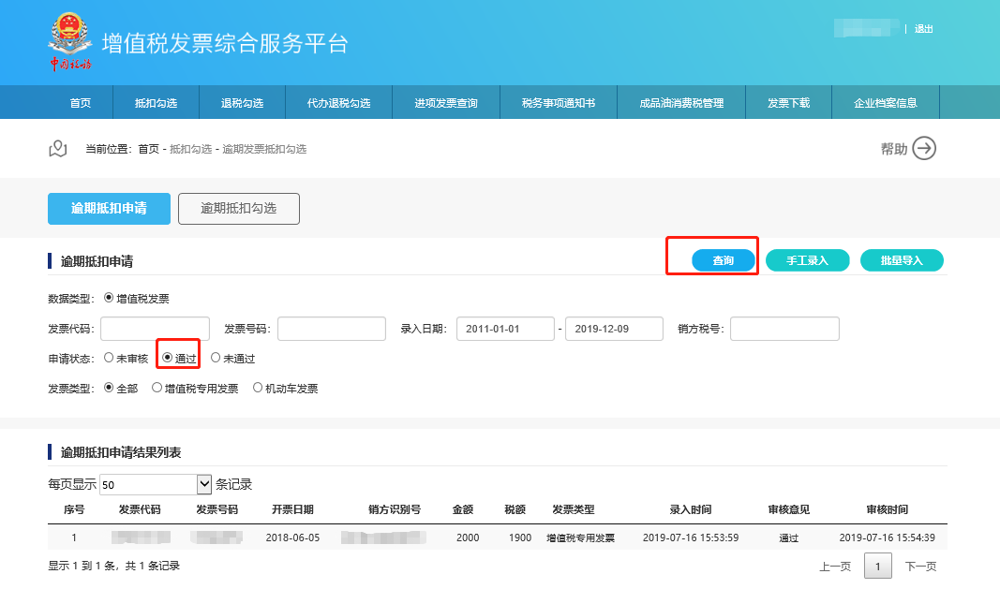 增值税发票综合服务平台
中国税务
| 退出
首页 抵扣勾选 退税勾选 代办退税勾选 进项发票查询 税务事项通知书 成品油消费税管理 发票下载 企业档案信息
当前位置：首页 - 抵扣勾选 - 逾期发票抵扣勾选
帮助
逾期抵扣申请 逾期抵扣勾选
逾期抵扣申请 查询 手工录入 批量导入
数据类型： 增值税发票
发票代码： 发票号码： 录入日期： 2011-01-01 - 2019-12-09 销方税号：
申请状态： 未审核 通过 未通过
发票类型： 全部 增值税专用发票 机动车发票
逾期抵扣申请结果列表
每页显示 50 条记录
序号 发票代码 发票号码 开票日期 销方识别号 金额 税额 发票类型 录入时间 审核意见 审核时间
1 2018-06-05 2000 1900 增值税专用发票 2019-07-16 15:53:59 通过 2019-07-16 15:54:39
显示 1 到 1 条，共 1 条记录 上一页 1 下一页